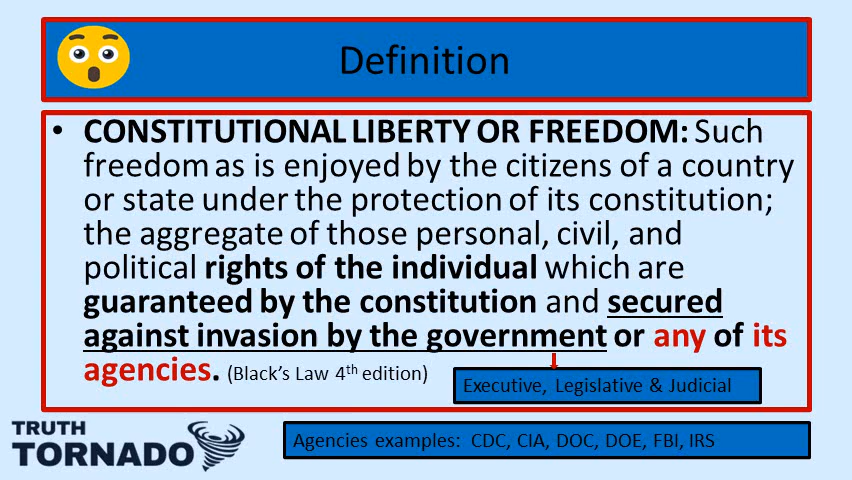 Definition
• CONSTITUTIONAL LIBERTY OR FREEDOM: Such
freedom as is enjoyed by the citizens of a country
or state under the protection of its constitution;
the aggregate of those personal, civil, and
political rights of the individual which are
guaranteed by the constitution and secured
against invasion by the government or any of its
agencies. (Black's Law 4th edition)
Executive, Legislative & Judicial
TRUTH
TORNADO
Agencies examples: CDC, CIA, DOC, DOE, FBI, IRS